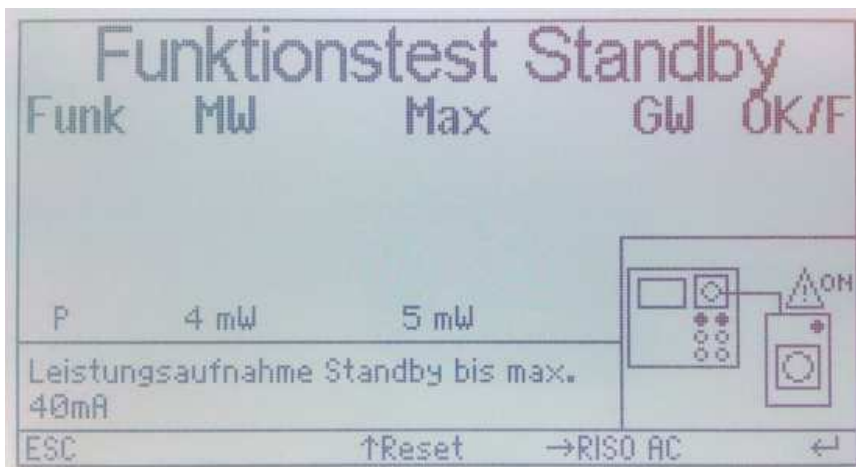 Funktionstest Standby
Funk MW Max GW OK/F
ON
P 4 mW 5 mW
Leistungsaufnahme Standby bis max.
40mA
ESC ↑Reset →RISO AC ↵